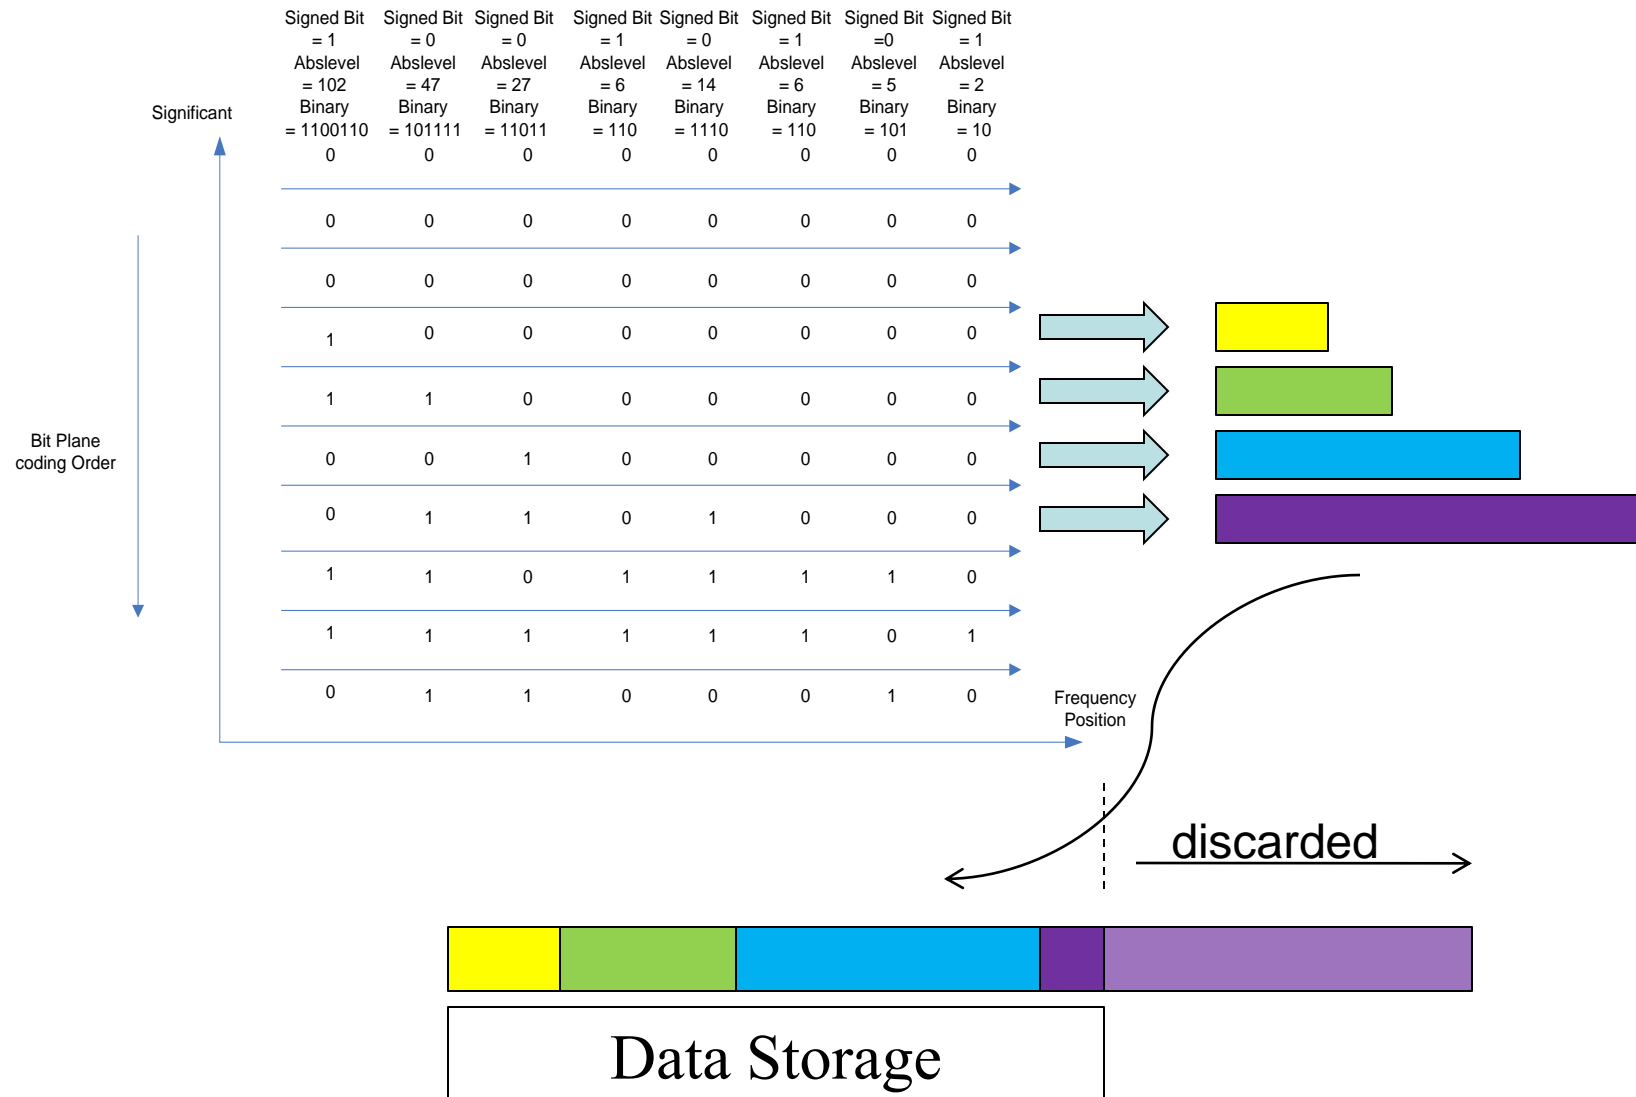 Signed Bit Signed Bit Signed Bit Signed Bit Signed Bit Signed Bit Signed Bit Signed Bit
= 1 = 0 = 0 = 1 = 0 = 1 =0 = 1
Abslevel Abslevel Abslevel Abslevel Abslevel Abslevel Abslevel Abslevel
= 102 = 47 = 27 = 6 = 14 = 6 = 5 = 2
Binary Binary Binary Binary Binary Binary Binary Binary
= 1100110 = 101111 = 11011 = 110 = 1110 = 110 = 101 = 10
Significant
0 0 0 0 0 0 0 0
0 0 0 0 0 0 0 0
0 0 0 0 0 0 0 0
1 0 0 0 0 0 0 0
1 1 0 0 0 0 0 0
Bit Plane
coding Order
0 0 1 0 0 0 0 0
0 1 1 0 1 0 0 0
1 1 0 1 1 1 1 0
1 1 1 1 1 1 0 1
0 1 1 0 0 0 1 0
Frequency
Position
discarded
Data Storage